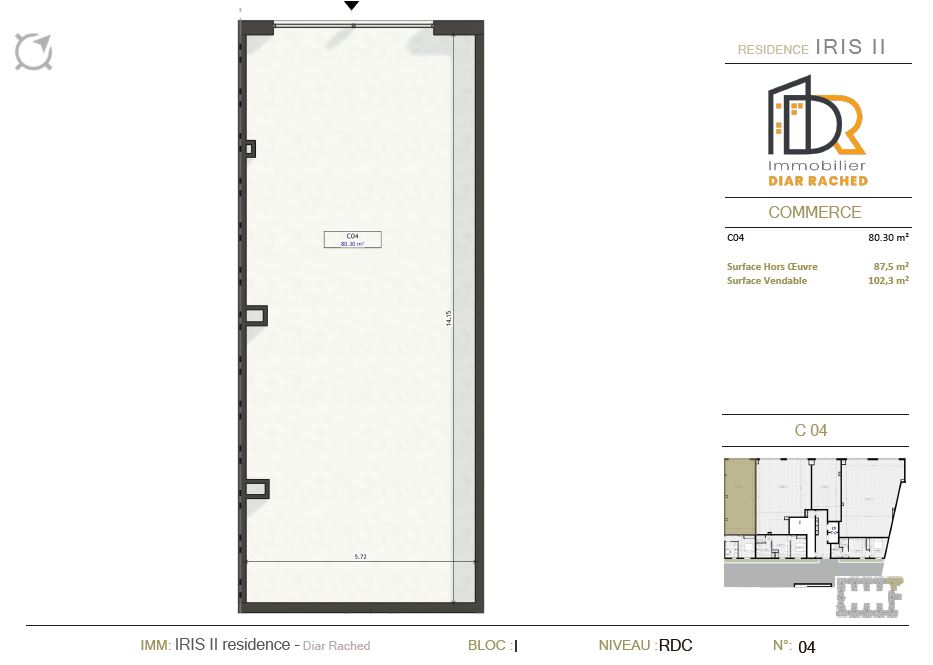 RESIDENCE IRIS II
Immobilier
DIAR RACHED
COMMERCE
C04 80.30 m²
Surface Hors Œuvre 87,5 m²
Surface Vendable 102,3 m²
C04
80.30 m²
14.15
5.72
C 04
IMM: IRIS II residence - Diar Rached BLOC : I NIVEAU : RDC N°: 04